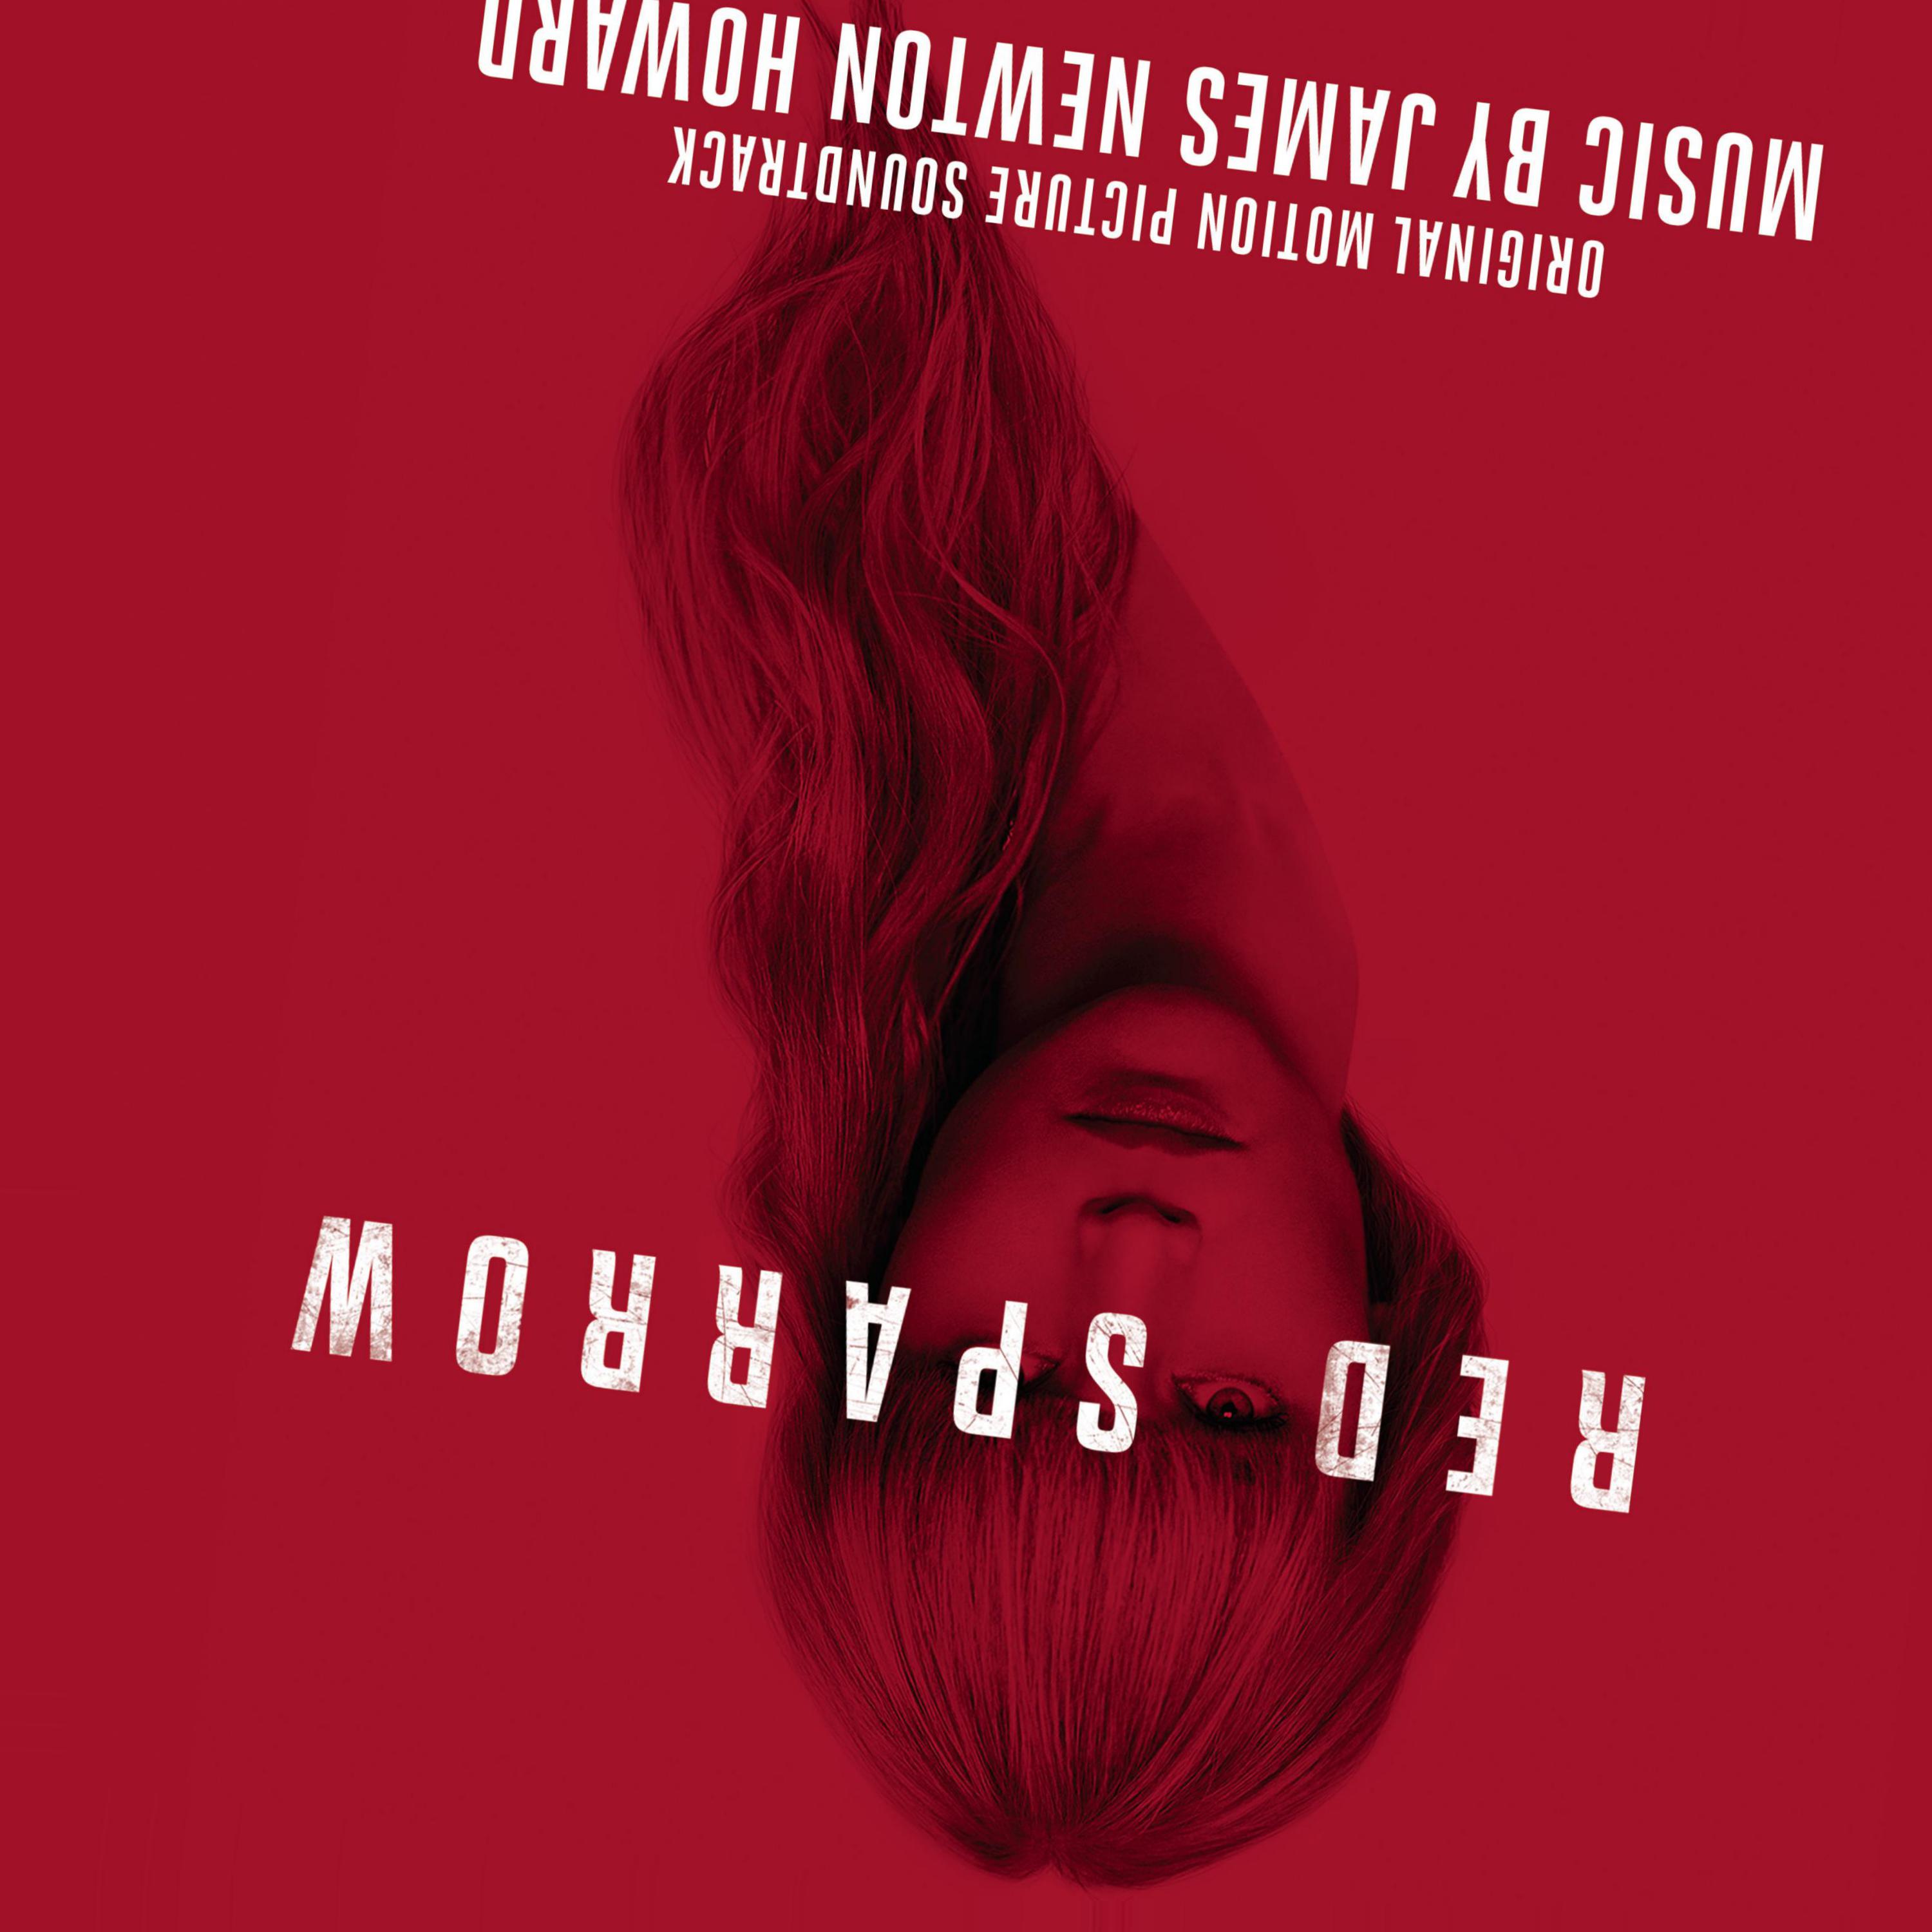 RED SPARROW
ORIGINAL MOTION PICTURE SOUNDTRACK
MUSIC BY JAMES NEWTON HOWARD